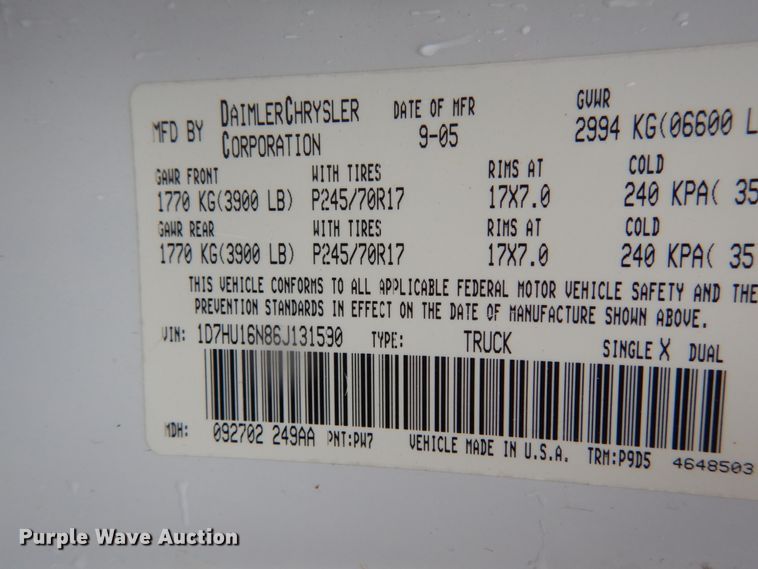 MFD BY DAIMLERCHRYSLER CORPORATION DATE OF MFR 9-05 GVWR 2994 KG(06600 L
GAWR FRONT WITH TIRES RIMS AT COLD
1770 KG(3900 LB) P245/70R17 17X7.0 240 KPA( 35
GAWR REAR WITH TIRES RIMS AT COLD
1770 KG(3900 LB) P245/70R17 17X7.0 240 KPA( 35
THIS VEHICLE CONFORMS TO ALL APPLICABLE FEDERAL MOTOR VEHICLE SAFETY AND THE
PREVENTION STANDARDS IN EFFECT ON THE DATE OF MANUFACTURE SHOWN ABOVE.
VIN: 1D7HU16N86J131590 TYPE: TRUCK SINGLE X DUAL
MDH: 092702 249AA PNT:PW7 VEHICLE MADE IN U.S.A. TRM:P9D5 4648503
Purple Wave Auction